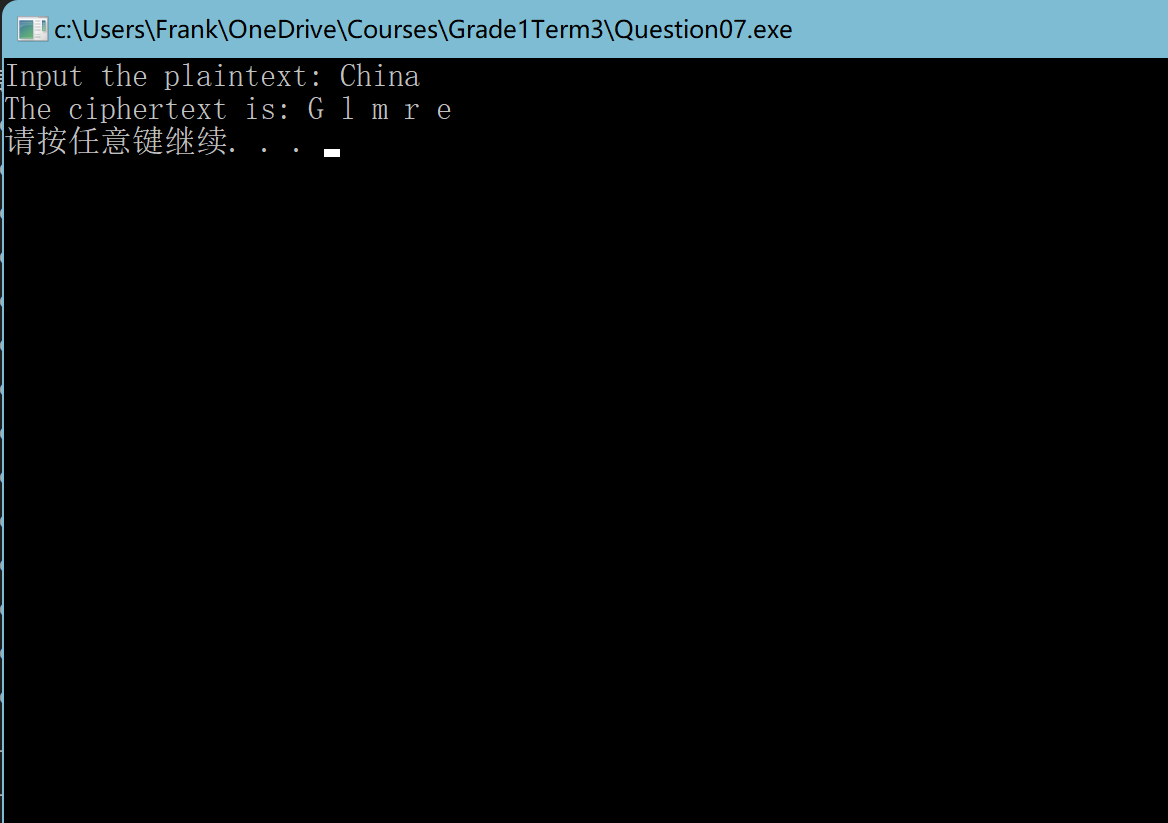 c:\Users\Frank\OneDrive\Courses\Grade1Term3\Question07.exe
Input the plaintext: China
The ciphertext is: G l m r e
请按任意键继续. . .